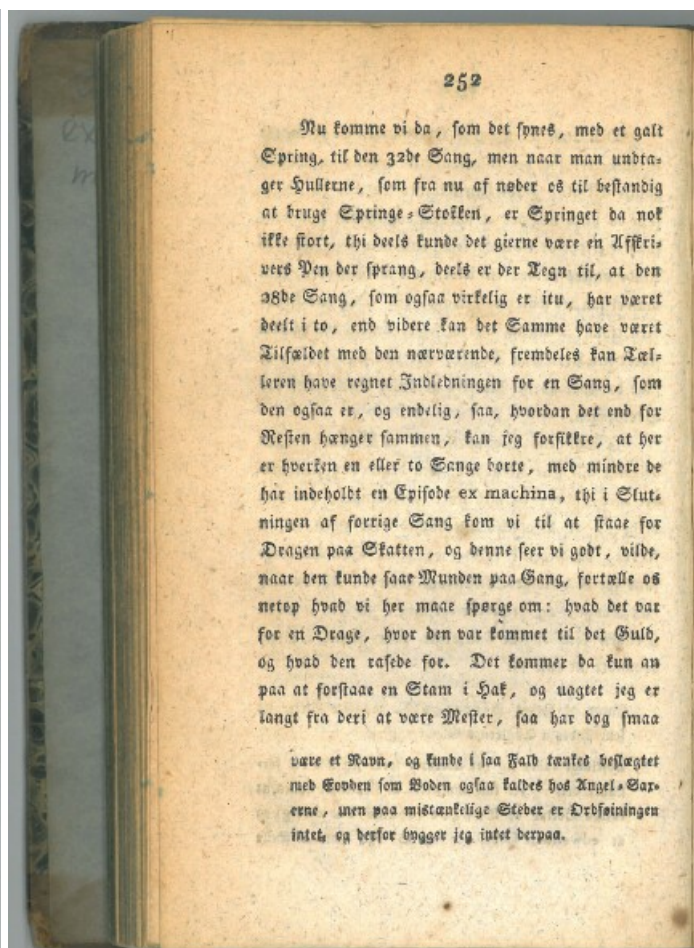 252
Nu komme vi da, som det synes, med et galt
Spring, til den 32de Sang, men naar man undta-
ger Hullerne, som fra nu af nøder os til bestandig
at bruge Springe-Stokken, er Springet da nok
ikke stort, thi deels kunde det gierne være en Afskri-
vers Pen der sprang, deels er der Tegn til, at den
28de Sang, som ogsaa virkelig er itu, har været
deelt i to, end videre kan det Samme have været
Tilfældet med den nærværende, fremdeles kan Tæl-
leren have regnet Indledningen for en Sang, som
den ogsaa er, og endelig, saa, hvordan det end for
Resten hænger sammen, kan jeg forsikkre, at her
er hverken en eller to Sange borte, med mindre de
har indeholdt en Episode ex machina, thi i Slut-
ningen af forrige Sang kom vi til at staae for
Dragen paa Skatten, og denne seer vi godt, vilde,
naar den kunde faae Munden paa Gang, fortælle os
netop hvad vi her maae spørge om: hvad det var
for en Drage, hvor den var kommet til det Guld,
og hvad den rasede for. Det kommer da kun an
paa at forstaae en Stam i Hak, og uagtet jeg er
langt fra deri at være Mester, saa har dog smaa
være et Navn, og kunde i saa Fald tænkes beslægtet
med Eovden som Voden ogsaa kaldes hos Angel-Sax-
erne, men paa mistænkelige Steder er Ordføiningen
intet, og derfor bygger jeg intet derpaa.